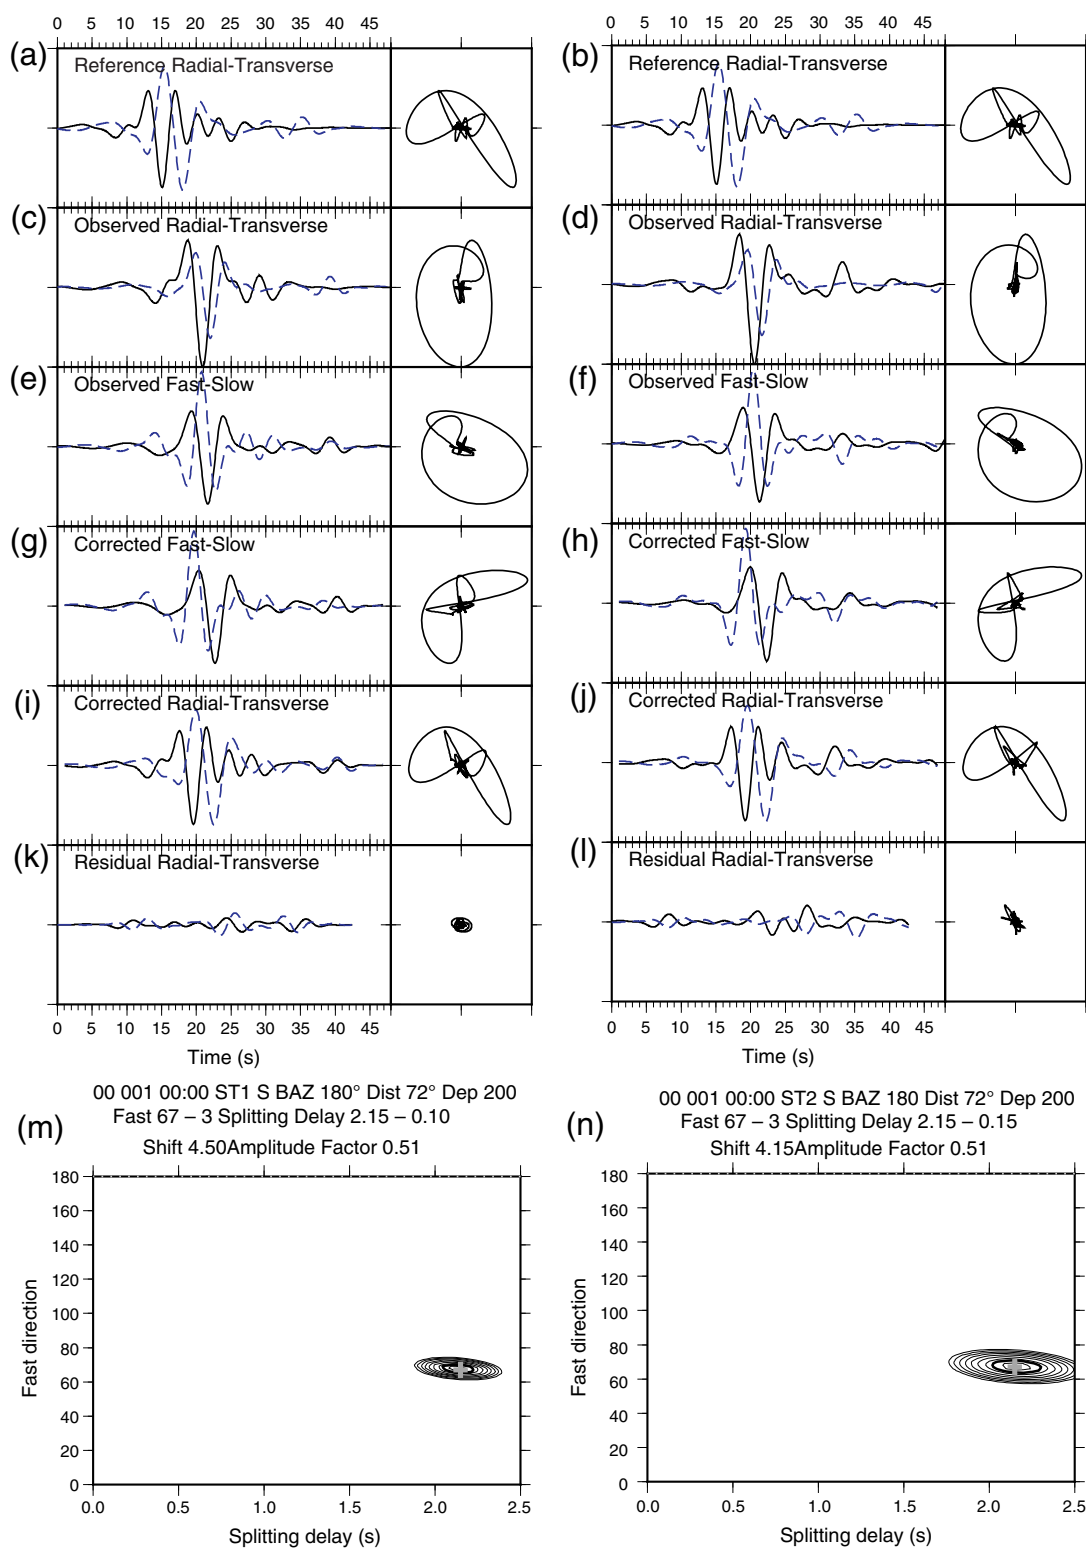 0 5 10 15 20 25 30 35 40 45
0 5 10 15 20 25 30 35 40 45
(a) Reference Radial-Transverse
(b) Reference Radial-Transverse
(c) Observed Radial-Transverse
(d) Observed Radial-Transverse
(e) Observed Fast-Slow
(f) Observed Fast-Slow
(g) Corrected Fast-Slow
(h) Corrected Fast-Slow
(i) Corrected Radial-Transverse
(j) Corrected Radial-Transverse
(k) Residual Radial-Transverse
(l) Residual Radial-Transverse
0 5 10 15 20 25 30 35 40 45
0 5 10 15 20 25 30 35 40 45
Time (s)
Time (s)
00 001 00:00 ST1 S BAZ 180° Dist 72° Dep 200
Fast 67 – 3 Splitting Delay 2.15 – 0.10
(m)
Shift 4.50Amplitude Factor 0.51
180
160
140
120
100
80
60
40
20
0
Fast direction
0.0 0.5 1.0 1.5 2.0 2.5
Splitting delay (s)
00 001 00:00 ST2 S BAZ 180 Dist 72° Dep 200
Fast 67 – 3 Splitting Delay 2.15 – 0.15
(n)
Shift 4.15Amplitude Factor 0.51
180
160
140
120
100
80
60
40
20
0
Fast direction
0.0 0.5 1.0 1.5 2.0 2.5
Splitting delay (s)